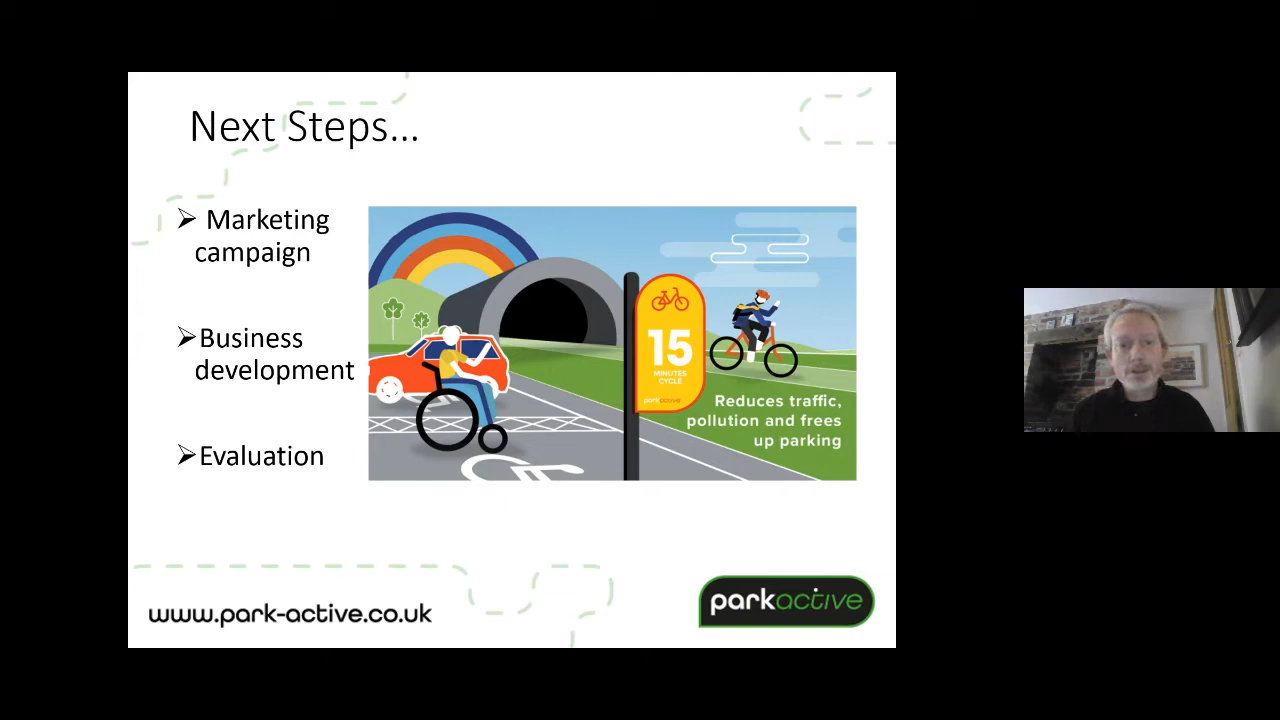 Next Steps...
➢ Marketing
campaign
➢Business
development
➢Evaluation
15
MINUTES
CYCLE
parkactive
Reduces traffic,
pollution and frees
up parking
www.park-active.co.uk
parkactive